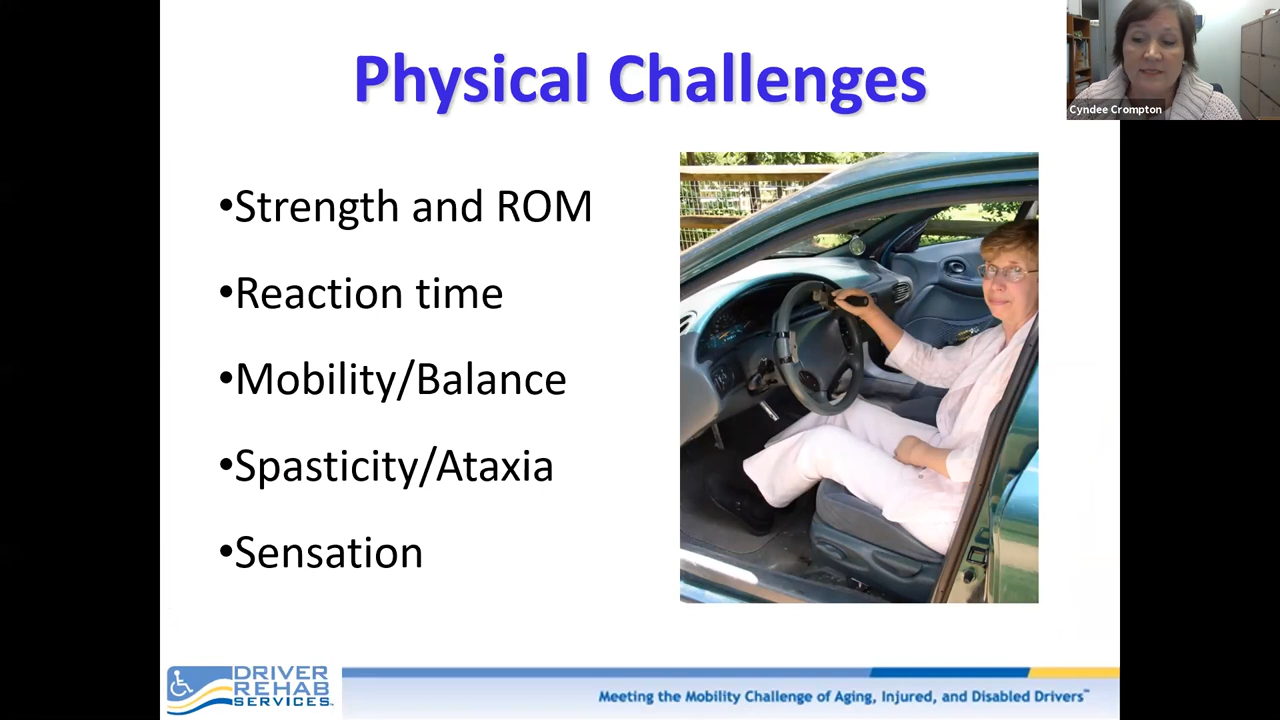 Physical Challenges
Cyndee Crompton
•Strength and ROM
•Reaction time
•Mobility/Balance
•Spasticity/Ataxia
•Sensation
DRIVER
REHAB
SERVICES
Meeting the Mobility Challenge of Aging, Injured, and Disabled Drivers™